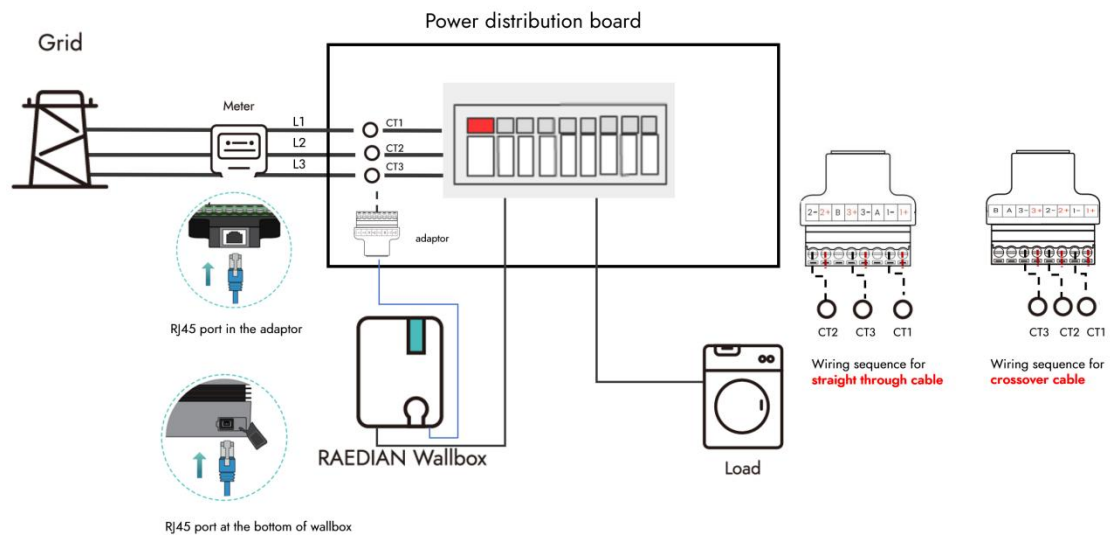 Power distribution board
Grid
Meter
L1
L2
L3
CT1
CT2
CT3
adaptor
RJ45 port in the adaptor
RJ45 port at the bottom of wallbox
RAEDIAN Wallbox
Load
2- 2+ B 3+ 3- A 1- 1+
CT2 CT3 CT1
Wiring sequence for
straight through cable
B A 3- 3+ 2- 2+ 1- 1+
CT3 CT2 CT1
Wiring sequence for
crossover cable